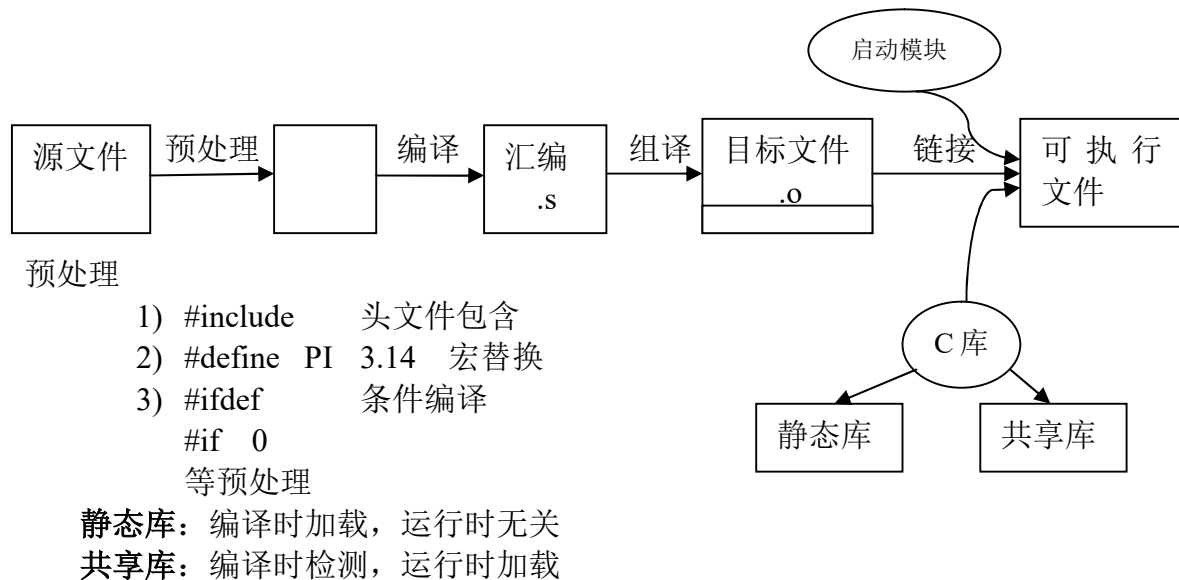 启动模块
源文件
预处理
编译
汇编
.s
组译
目标文件
.o
链接
可执行
文件
预处理
1) #include 头文件包含
2) #define PI 3.14 宏替换
3) #ifdef 条件编译
#if 0
等预处理
C库
静态库
共享库
静态库：编译时加载，运行时无关
共享库：编译时检测，运行时加载